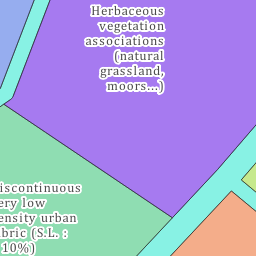 Herbaceous
vegetation
associations
(natural
grassland,
moors...)
iscontinuous
ery low
ensity urban
abric (S.L. :
10%)